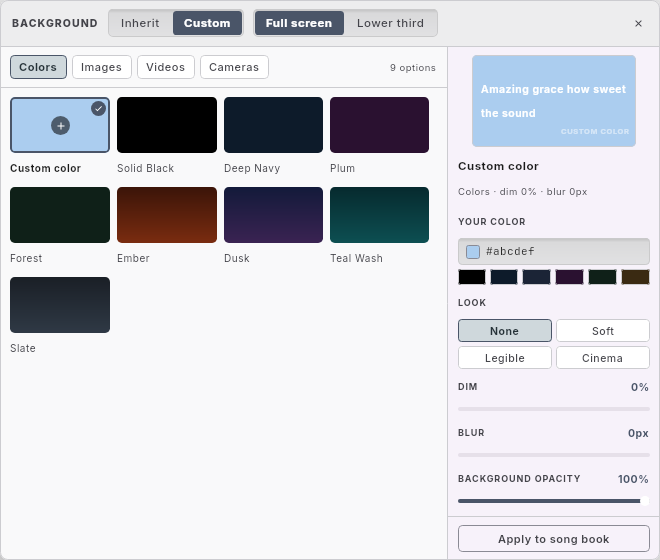 BACKGROUND Inherit Custom Full screen Lower third ×
Colors Images Videos Cameras 9 options
Custom color Solid Black Deep Navy Plum
Forest Ember Dusk Teal Wash
Slate
Amazing grace how sweet
the sound
CUSTOM COLOR
Custom color
Colors · dim 0% · blur 0px
YOUR COLOR
#abcdef
LOOK
None Soft
Legible Cinema
DIM 0%
BLUR 0px
BACKGROUND OPACITY 100%
Apply to song book